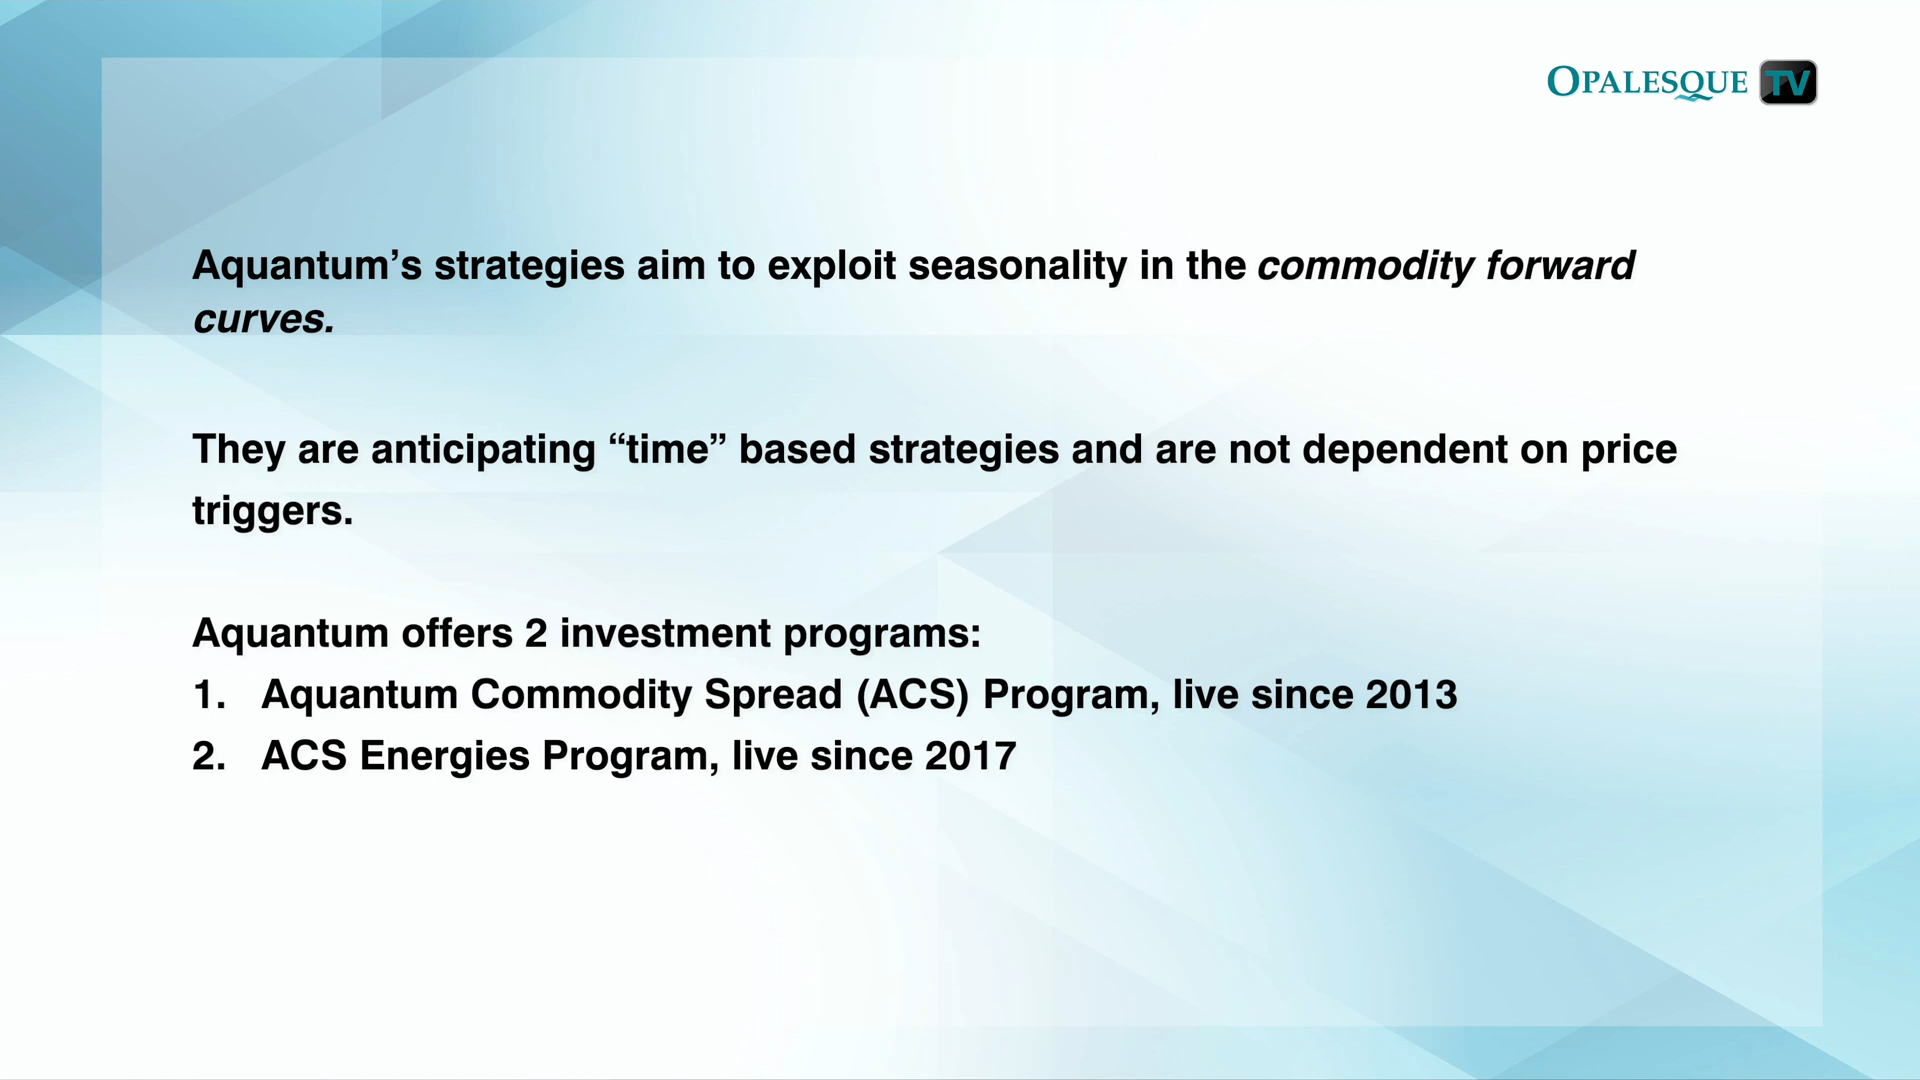 OPALESQUE TV
Aquantum’s strategies aim to exploit seasonality in the commodity forward
curves.
They are anticipating “time” based strategies and are not dependent on price
triggers.
Aquantum offers 2 investment programs:
1. Aquantum Commodity Spread (ACS) Program, live since 2013
2. ACS Energies Program, live since 2017